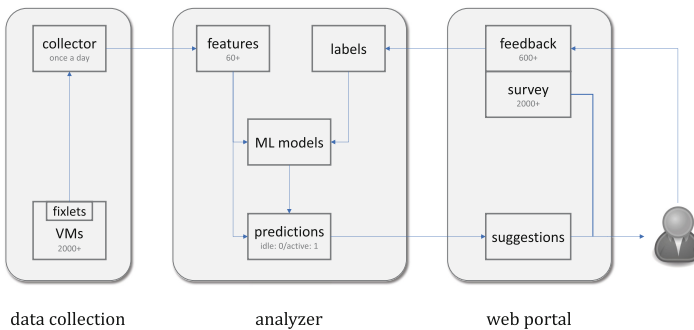 collector
once a day
fixlets
VMs
2000+
features
60+
labels
ML models
predictions
idle: 0/active: 1
feedback
600+
survey
2000+
suggestions
data collection
analyzer
web portal